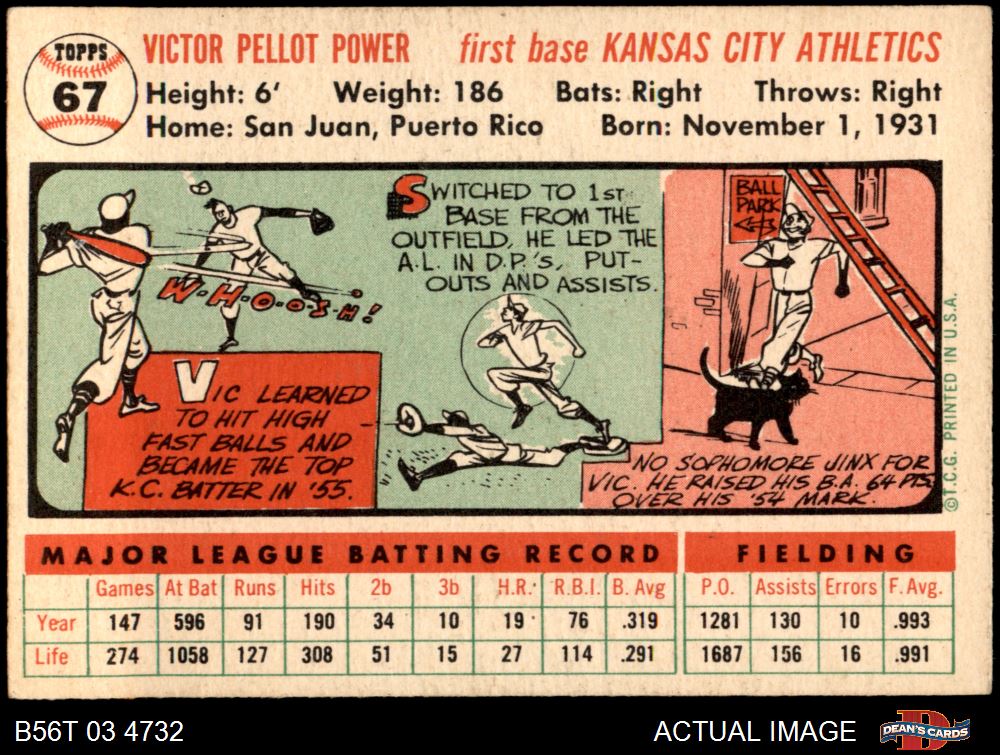 TOPPS
67
VICTOR PELLOT POWER first base KANSAS CITY ATHLETICS
Height: 6' Weight: 186 Bats: Right Throws: Right
Home: San Juan, Puerto Rico Born: November 1, 1931
W-H-O-O-S-H!
VIC LEARNED
TO HIT HIGH
FAST BALLS AND
BECAME THE TOP
K.C. BATTER IN '55.
SWITCHED TO 1st
BASE FROM THE
OUTFIELD, HE LED THE
A.L. IN D.P.'s, PUT-
OUTS AND ASSISTS.
BALL
PARK
NO SOPHOMORE JINX FOR
VIC. HE RAISED HIS B.A. 64 PTS.
OVER HIS '54 MARK.
©T.C.G. PRINTED IN U.S.A.
MAJOR LEAGUE BATTING RECORD FIELDING
Games At Bat Runs Hits 2b 3b H.R. R.B.I. B. Avg P.O. Assists Errors F. Avg.
Year 147 596 91 190 34 10 19 76 .319 1281 130 10 .993
Life 274 1058 127 308 51 15 27 114 .291 1687 156 16 .991
B56T 03 4732 ACTUAL IMAGE D DEAN'S CARDS